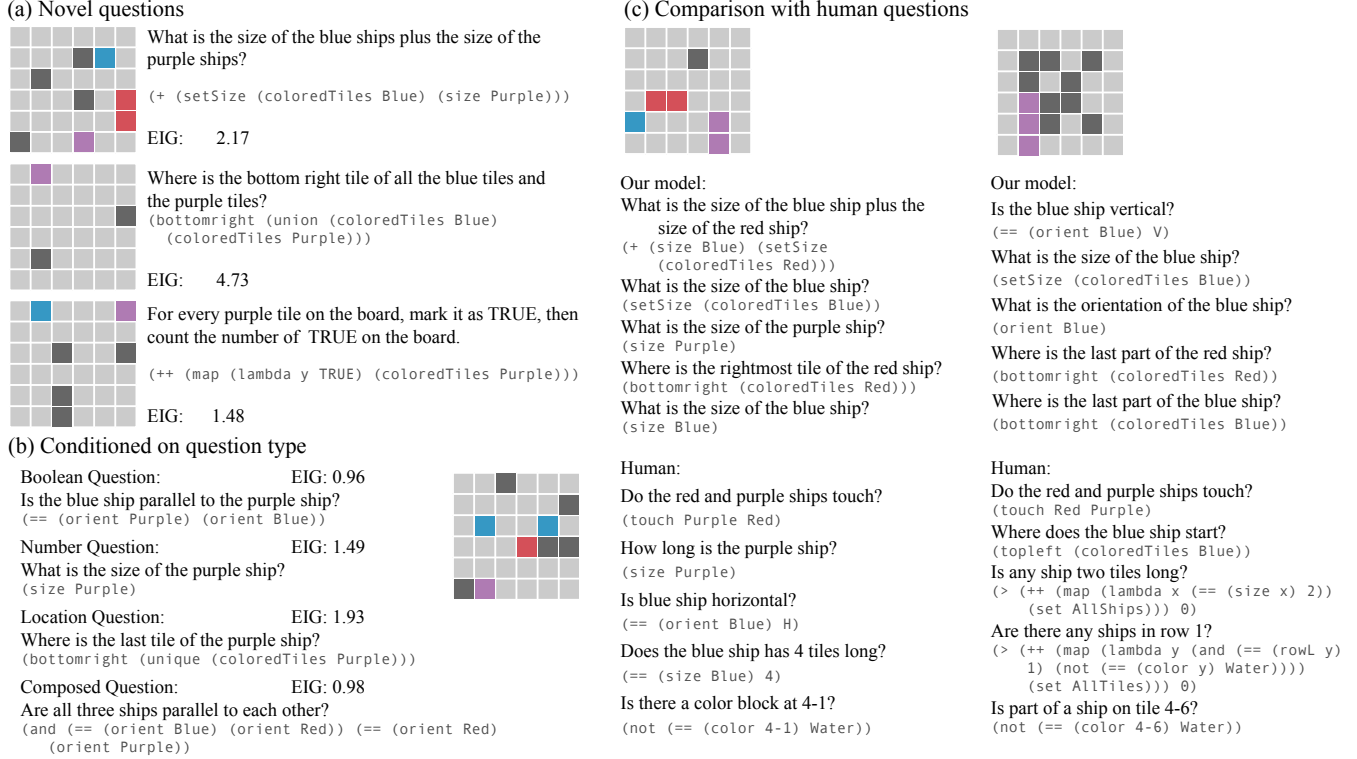 (a) Novel questions
What is the size of the blue ships plus the size of the
purple ships?
(+ (setSize (coloredTiles Blue) (size Purple)))
EIG: 2.17
Where is the bottom right tile of all the blue tiles and
the purple tiles?
(bottomright (union (coloredTiles Blue)
(coloredTiles Purple)))
EIG: 4.73
For every purple tile on the board, mark it as TRUE, then
count the number of TRUE on the board.
(++ (map (lambda y TRUE) (coloredTiles Purple)))
EIG: 1.48
(b) Conditioned on question type
Boolean Question: EIG: 0.96
Is the blue ship parallel to the purple ship?
(== (orient Purple) (orient Blue))
Number Question: EIG: 1.49
What is the size of the purple ship?
(size Purple)
Location Question: EIG: 1.93
Where is the last tile of the purple ship?
(bottomright (unique (coloredTiles Purple)))
Composed Question: EIG: 0.98
Are all three ships parallel to each other?
(and (== (orient Blue) (orient Red)) (== (orient Red)
(orient Purple))
(c) Comparison with human questions
Our model:
What is the size of the blue ship plus the
size of the red ship?
(+ (size Blue) (setSize
(coloredTiles Red)))
What is the size of the blue ship?
(setSize (coloredTiles Blue))
What is the size of the purple ship?
(size Purple)
Where is the rightmost tile of the red ship?
(bottomright (coloredTiles Red)))
What is the size of the blue ship?
(size Blue)
Human:
Do the red and purple ships touch?
(touch Purple Red)
How long is the purple ship?
(size Purple)
Is blue ship horizontal?
(== (orient Blue) H)
Does the blue ship has 4 tiles long?
(== (size Blue) 4)
Is there a color block at 4-1?
(not (== (color 4-1) Water))
Our model:
Is the blue ship vertical?
(== (orient Blue) V)
What is the size of the blue ship?
(setSize (coloredTiles Blue))
What is the orientation of the blue ship?
(orient Blue)
Where is the last part of the red ship?
(bottomright (coloredTiles Red))
Where is the last part of the blue ship?
(bottomright (coloredTiles Blue))
Human:
Do the red and purple ships touch?
(touch Red Purple)
Where does the blue ship start?
(topleft (coloredTiles Blue))
Is any ship two tiles long?
(> (++ (map (lambda x (== (size x) 2))
(set AllShips))) 0)
Are there any ships in row 1?
(> (++ (map (lambda y (and (== (rowL y)
1) (not (== (color y) Water))))
(set AllTiles))) 0)
Is part of a ship on tile 4-6?
(not (== (color 4-6) Water))